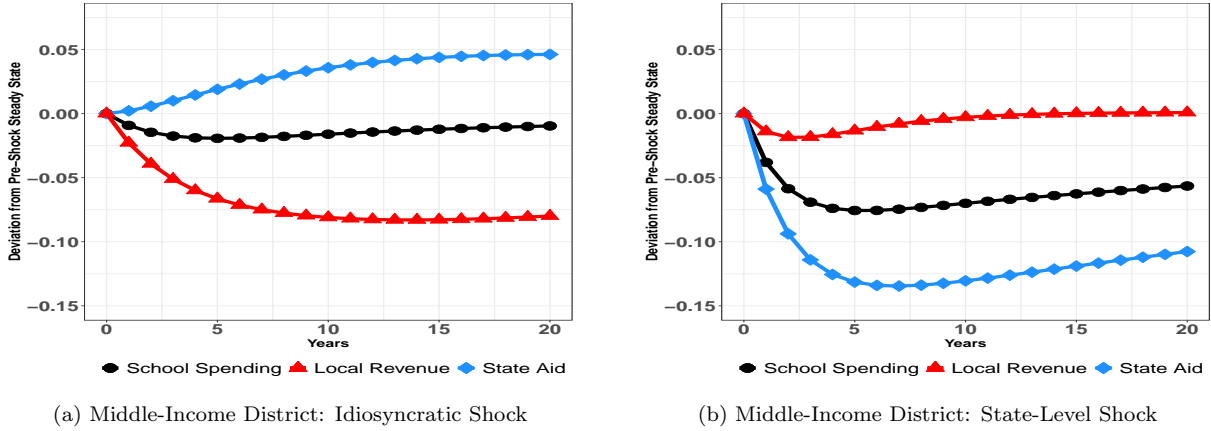 Deviation from Pre−Shock Steady State
0.05
0.00
−0.05
−0.10
−0.15
0 5 10 15 20
Years
School Spending Local Revenue State Aid
(a) Middle-Income District: Idiosyncratic Shock
Deviation from Pre−Shock Steady State
0.05
0.00
−0.05
−0.10
−0.15
0 5 10 15 20
Years
School Spending Local Revenue State Aid
(b) Middle-Income District: State-Level Shock